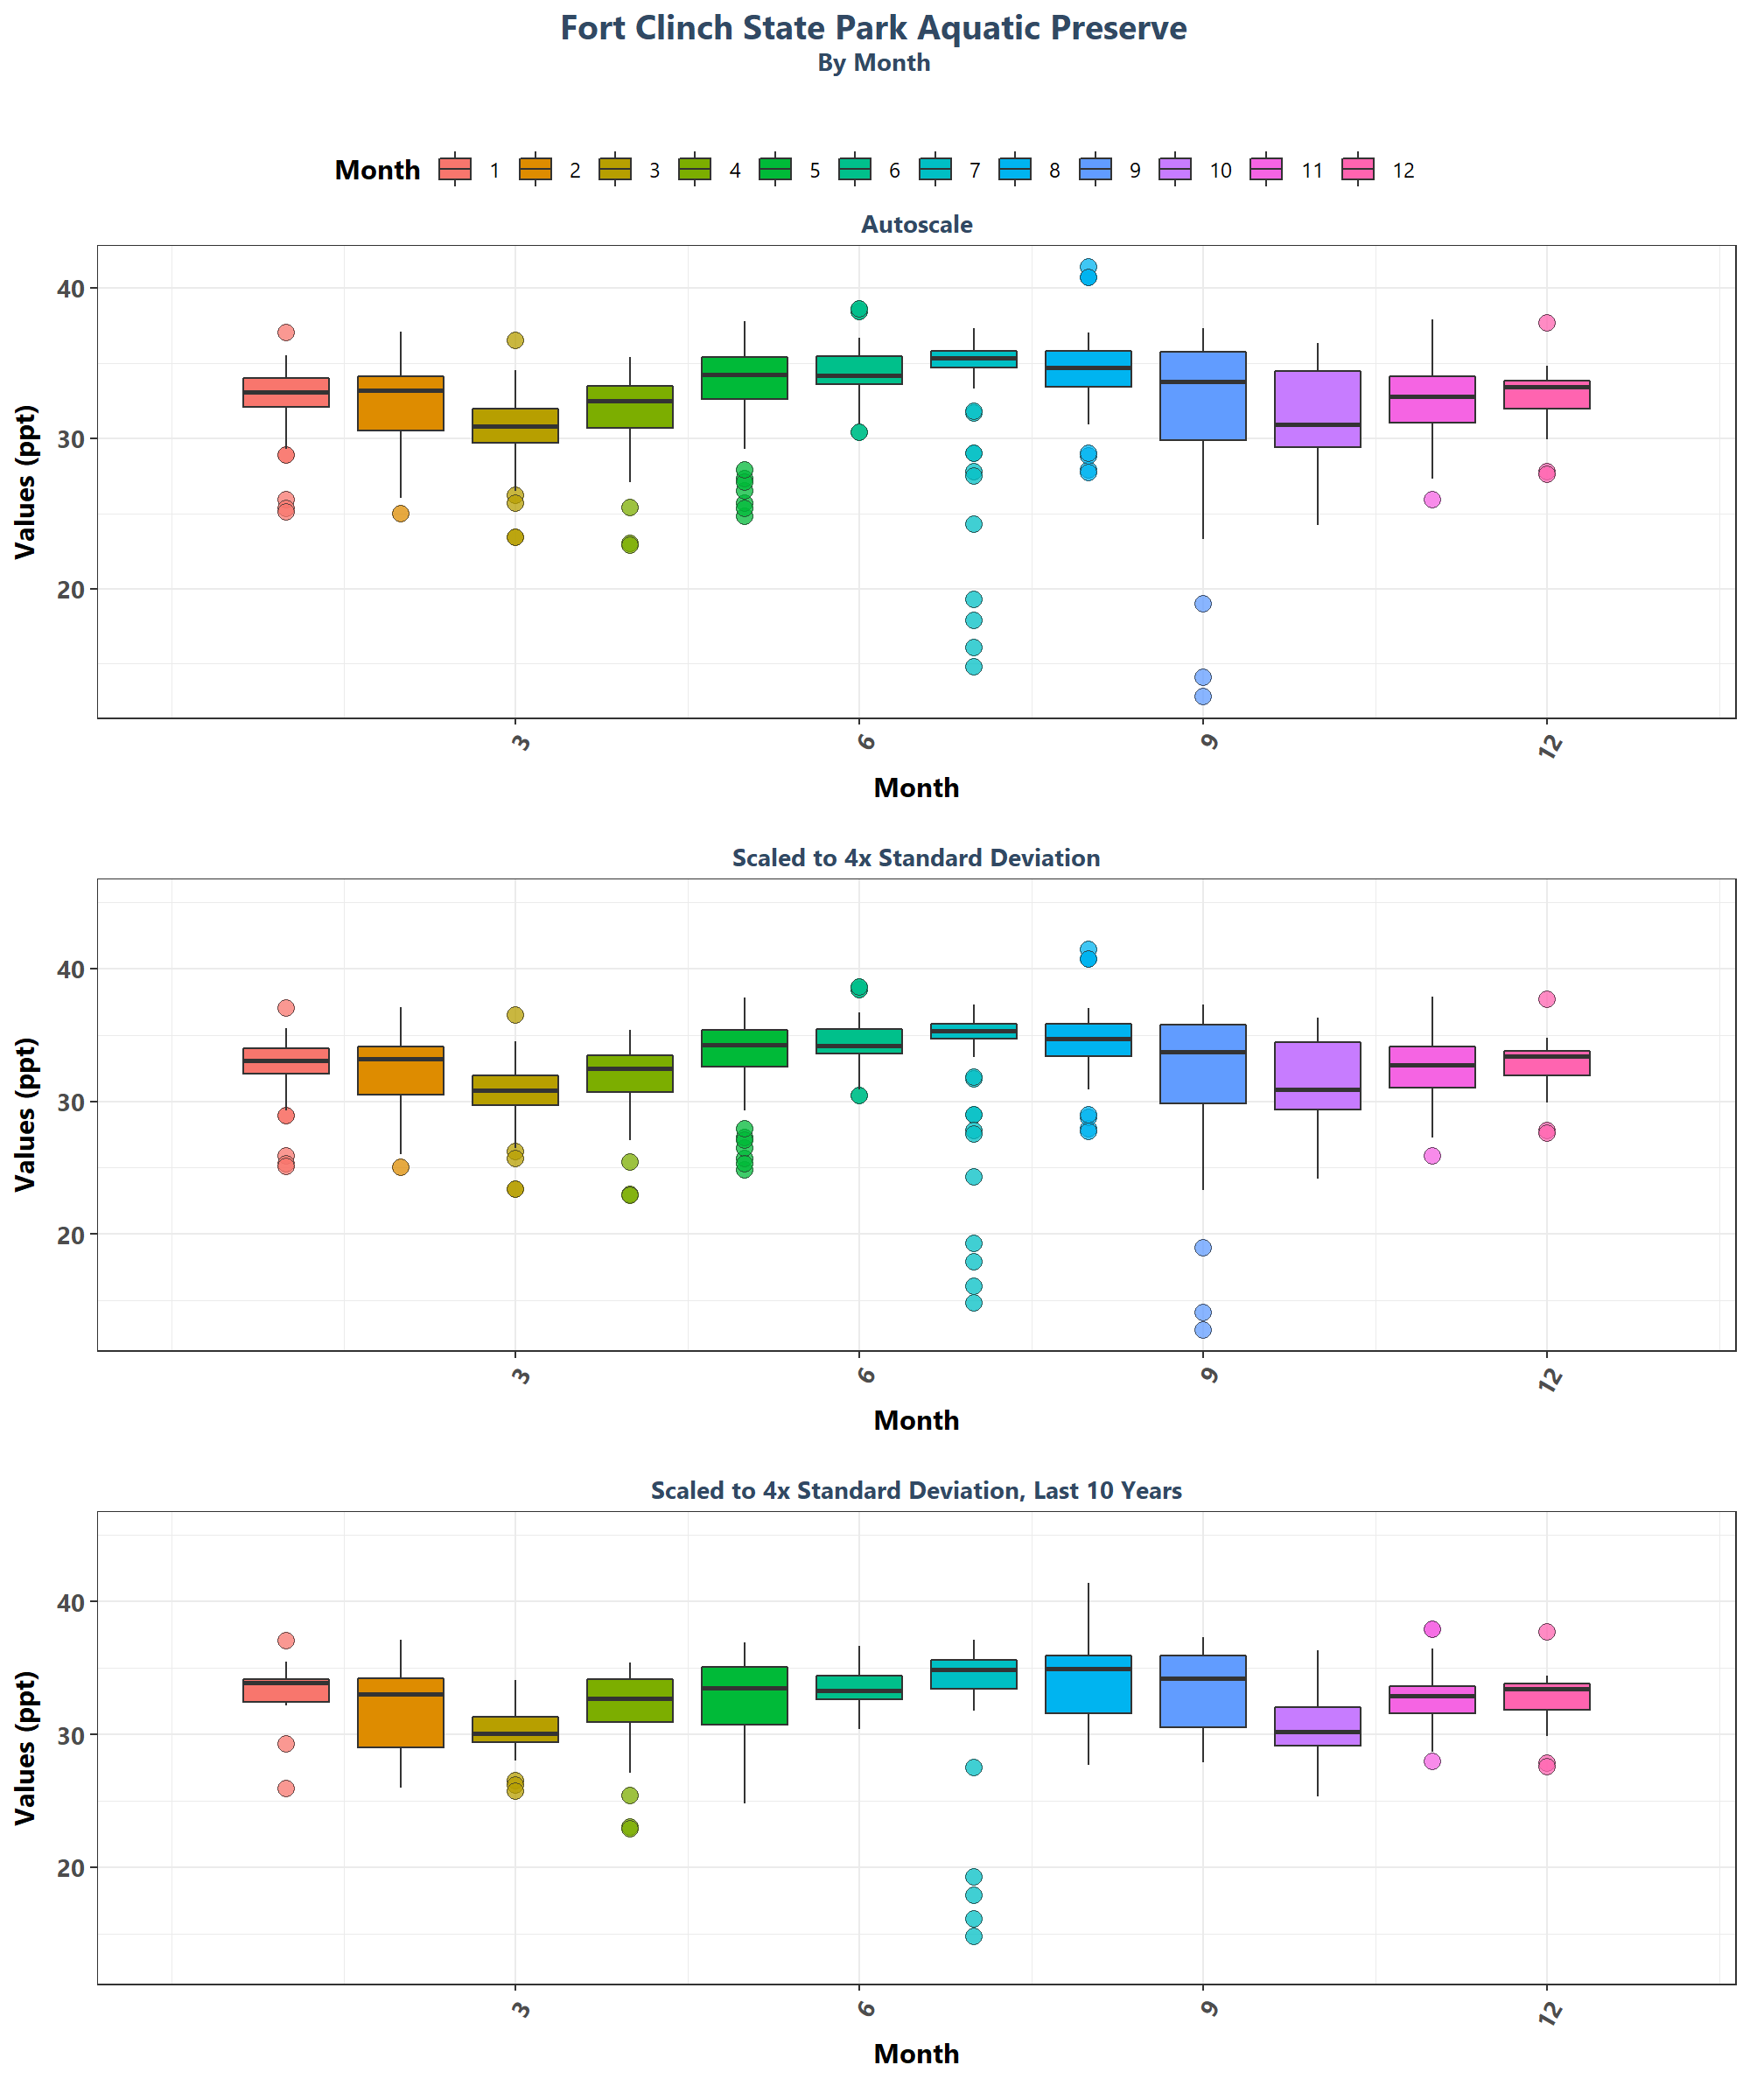 Fort Clinch State Park Aquatic Preserve
By Month
Month 1 2 3 4 5 6 7 8 9 10 11 12
Autoscale
Values (ppt)
40
30
20
3 6 9 12
Month
Scaled to 4x Standard Deviation
Values (ppt)
40
30
20
3 6 9 12
Month
Scaled to 4x Standard Deviation, Last 10 Years
Values (ppt)
40
30
20
3 6 9 12
Month